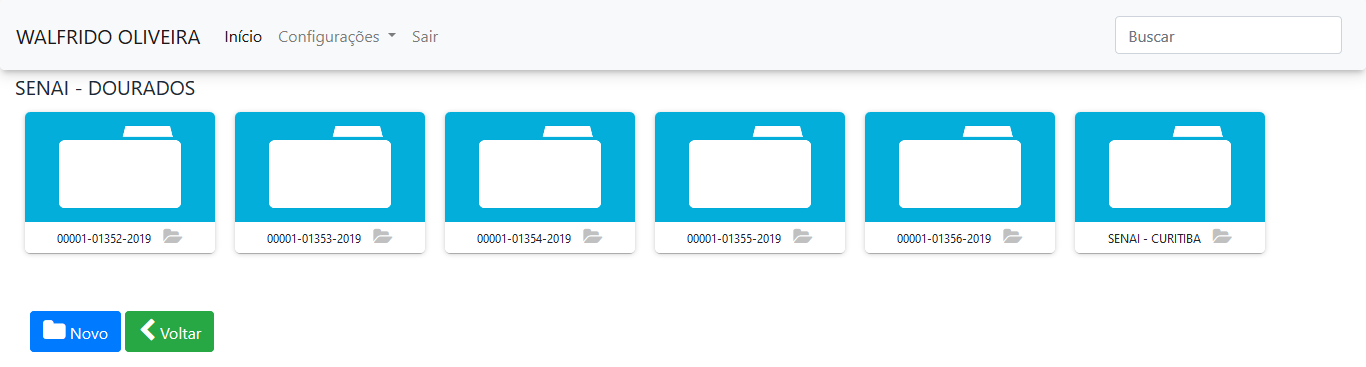 WALFRIDO OLIVEIRA Início Configurações Sair Buscar
SENAI - DOURADOS
00001-01352-2019 00001-01353-2019 00001-01354-2019 00001-01355-2019 00001-01356-2019 SENAI - CURITIBA
Novo Voltar